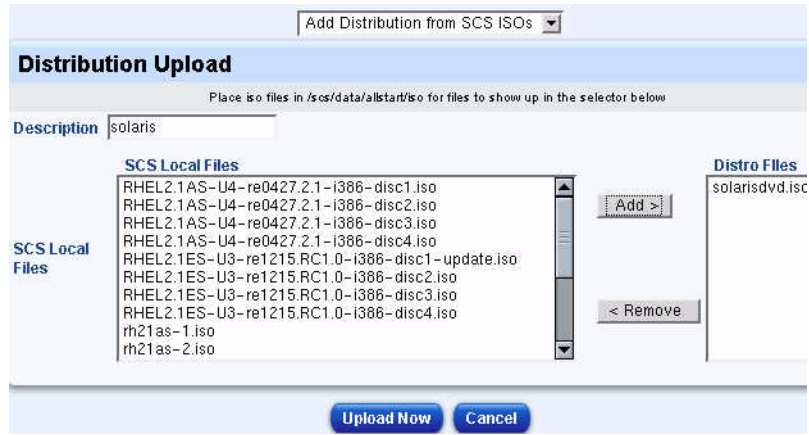 Add Distribution from SCS ISOs
Distribution Upload
Place iso files in /scs/data/allstart/iso for files to show up in the selector below
Description solaris
SCS Local Files
Distro Files
SCS Local
Files
RHEL2.1AS-U4-re0427.2.1-i386-disc1.iso
RHEL2.1AS-U4-re0427.2.1-i386-disc2.iso
RHEL2.1AS-U4-re0427.2.1-i386-disc3.iso
RHEL2.1AS-U4-re0427.2.1-i386-disc4.iso
RHEL2.1ES-U3-re1215.RC1.0-i386-disc1-update.iso
RHEL2.1ES-U3-re1215.RC1.0-i386-disc2.iso
RHEL2.1ES-U3-re1215.RC1.0-i386-disc3.iso
RHEL2.1ES-U3-re1215.RC1.0-i386-disc4.iso
rh21as-1.iso
rh21as-2.iso
Add >
< Remove
solarisdvd.iso
Upload Now
Cancel